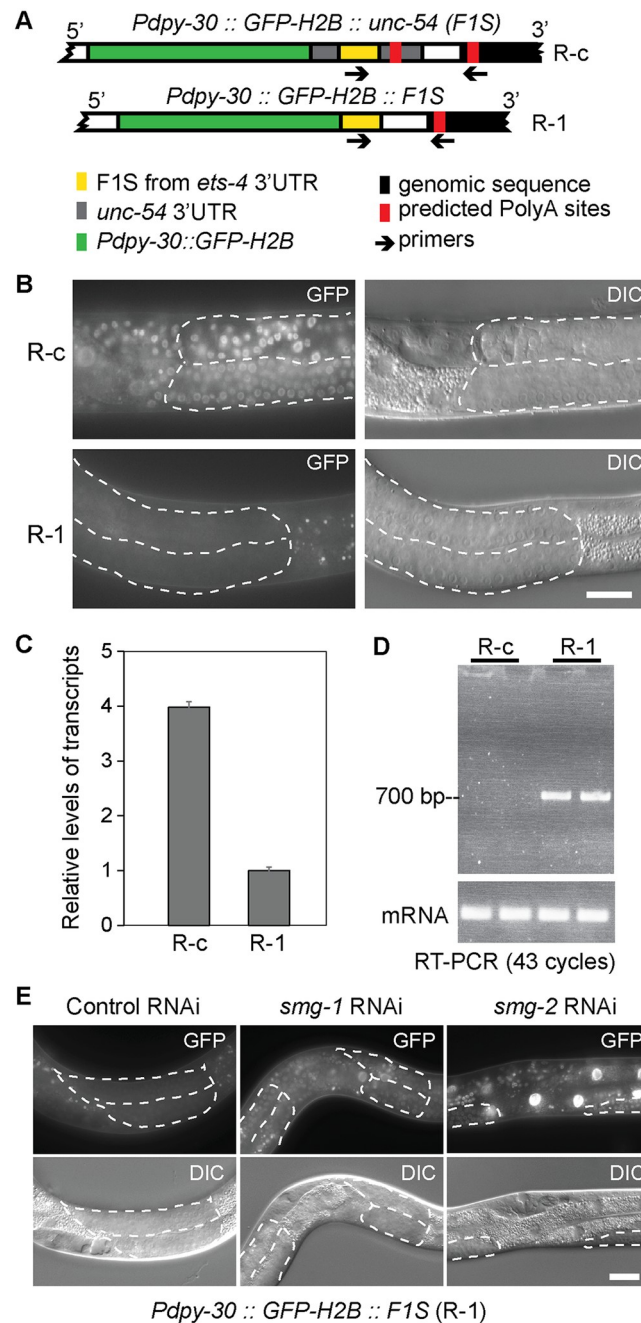 A
Pdpy-30 :: GFP-H2B :: unc-54 (F1S)
5’ 3’
R-c
Pdpy-30 :: GFP-H2B :: F1S
5’ 3’
R-1
F1S from ets-4 3’UTR
unc-54 3’UTR
Pdpy-30::GFP-H2B
genomic sequence
predicted PolyA sites
primers
B
GFP DIC
R-c
GFP DIC
R-1
C
Relative levels of transcripts
5
4
3
2
1
0
R-c R-1
D
R-c R-1
700 bp--
mRNA
RT-PCR (43 cycles)
E
Control RNAi smg-1 RNAi smg-2 RNAi
GFP GFP GFP
DIC DIC DIC
Pdpy-30 :: GFP-H2B :: F1S (R-1)